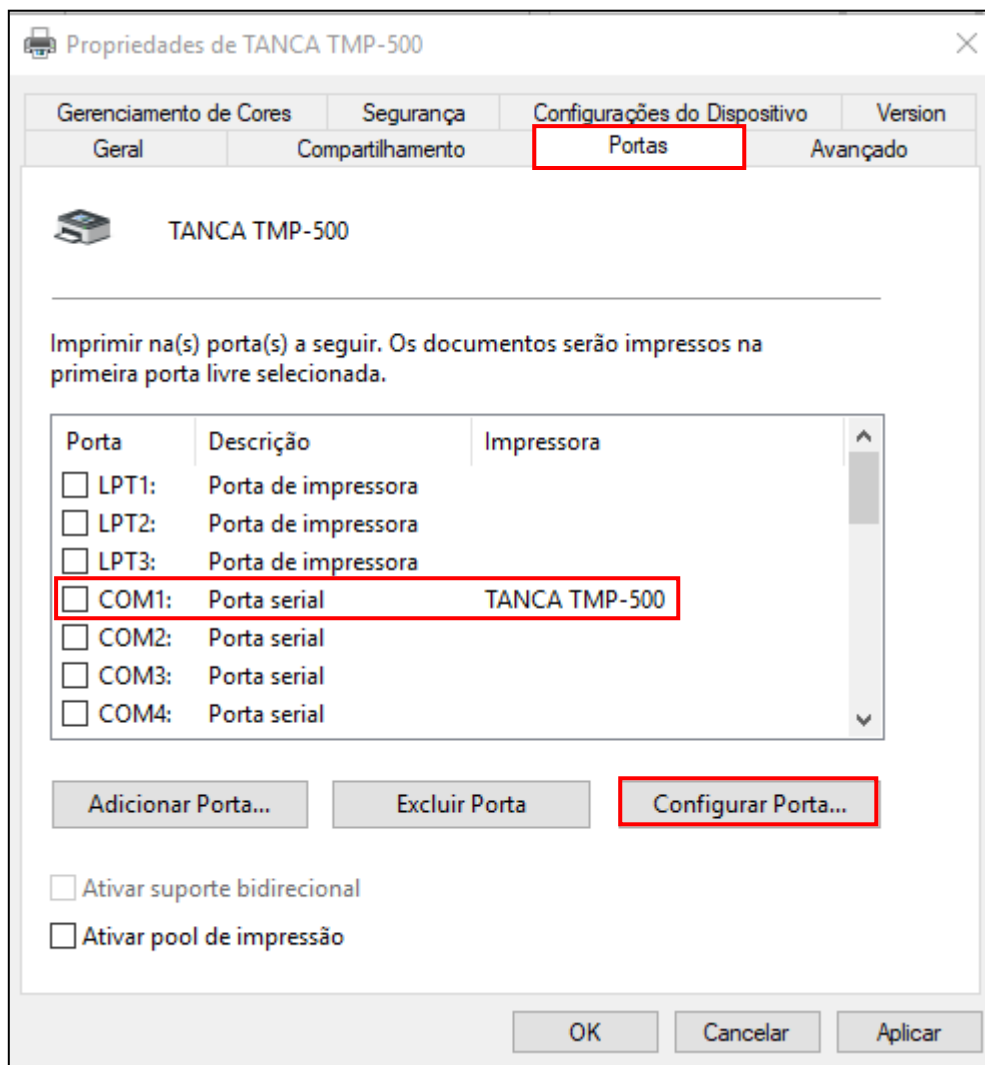 Propriedades de TANCA TMP-500
Gerenciamento de Cores Segurança Configurações do Dispositivo Version
Geral Compartilhamento Portas Avançado
TANCA TMP-500
Imprimir na(s) porta(s) a seguir. Os documentos serão impressos na
primeira porta livre selecionada.
Porta Descrição Impressora
LPT1: Porta de impressora
LPT2: Porta de impressora
LPT3: Porta de impressora
COM1: Porta serial TANCA TMP-500
COM2: Porta serial
COM3: Porta serial
COM4: Porta serial
Adicionar Porta... Excluir Porta Configurar Porta...
Ativar suporte bidirecional
Ativar pool de impressão
OK Cancelar Aplicar